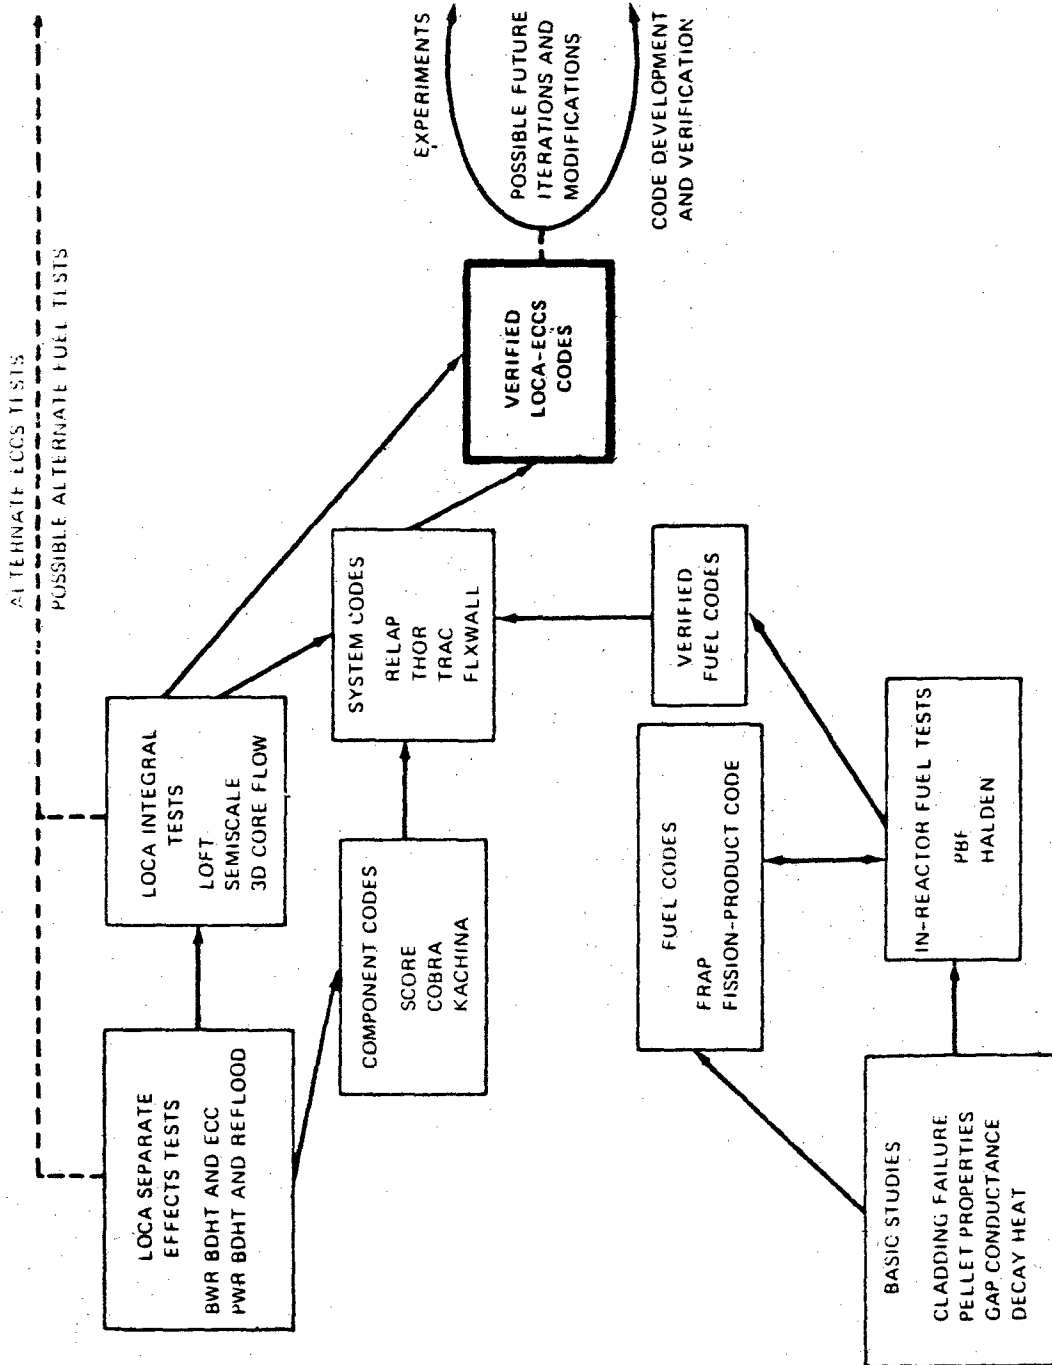 ALTERNATE ECCS TESTS
POSSIBLE ALTERNATE FUEL TESTS
LOCA SEPARATE
EFFECTS TESTS
BWR BDHT AND ECC
PWR BDHT AND REFLOOD
LOCA INTEGRAL
TESTS
LOFT
SEMISCALE
3D CORE FLOW
COMPONENT CODES
SCORE
COBRA
KACHINA
SYSTEM CODES
RELAP
THOR
TRAC
FLXWALL
VERIFIED
LOCA-ECCS
CODES
EXPERIMENTS
POSSIBLE FUTURE
ITERATIONS AND
MODIFICATIONS
CODE DEVELOPMENT
AND VERIFICATION
FUEL CODES
FRAP
FISSION-PRODUCT CODE
VERIFIED
FUEL CODES
BASIC STUDIES
CLADDING FAILURE
PELLET PROPERTIES
GAP CONDUCTANCE
DECAY HEAT
IN-REACTOR FUEL TESTS
PBF
HALDEN